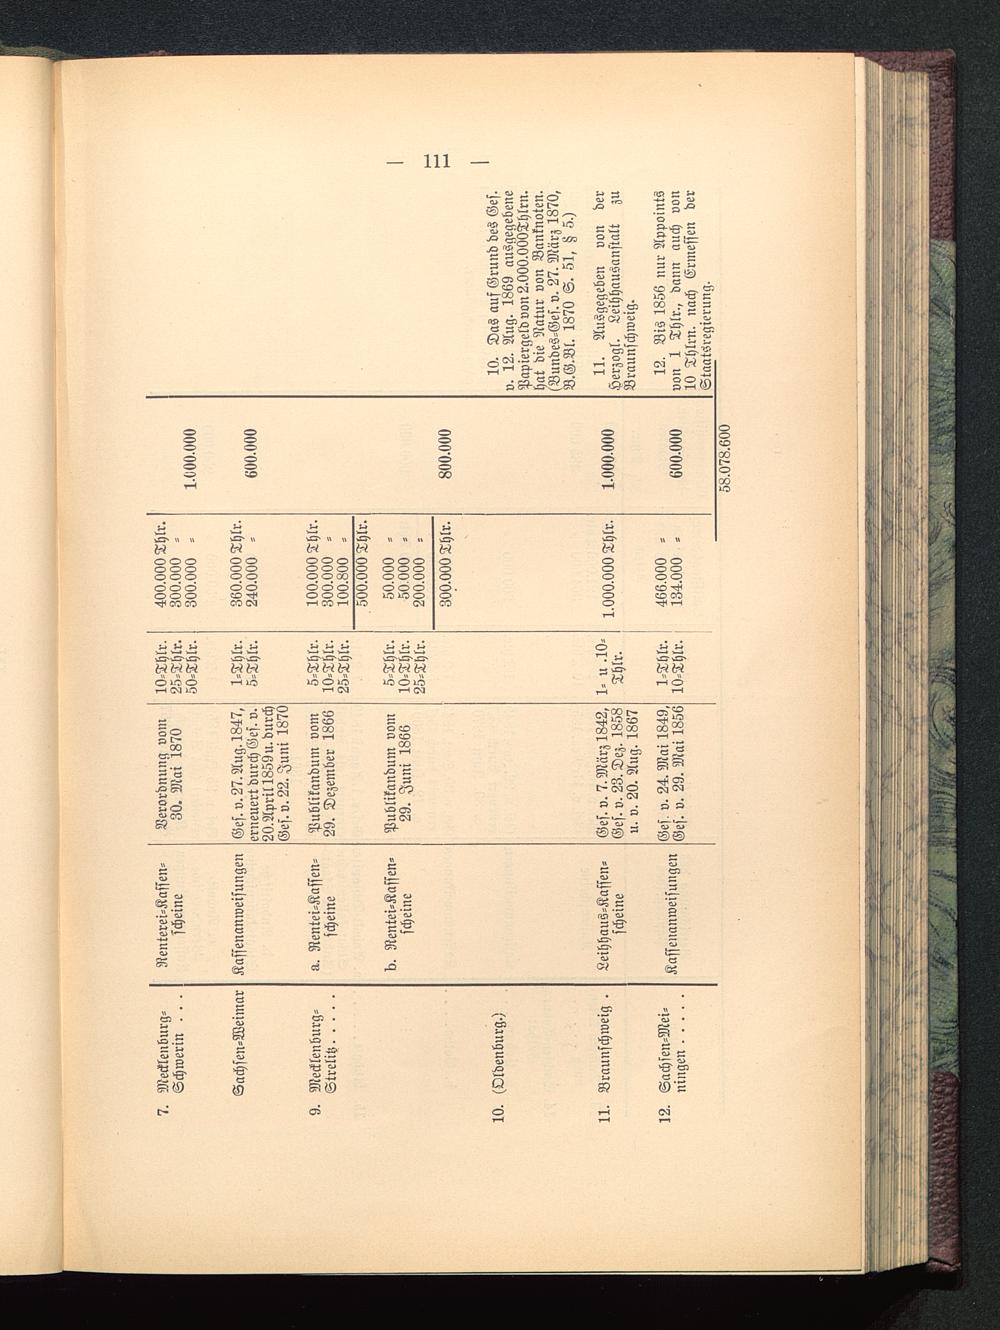 — 111 —
7. Mecklenburg-
Schwerin . . . .
Renterei-Kassen-
scheine
Verordnung vom
30. Mai 1870
10-Thlr.
25-Thlr.
50-Thlr.
400.000 Thlr.
300.000 „
300.000 „
1.000.000
Sachsen-Weimar
Kassenanweisungen
Ges. v. 27. Aug. 1847,
erneuert durch Ges. v.
20. April 1859 u. durch
Ges. v. 22. Juni 1870
1-Thlr.
5-Thlr.
360.000 Thlr.
240.000 „
600.000
9. Mecklenburg-
Strelitz . . . . .
a. Rentei-Kassen-
scheine
Publikandum vom
29. Dezember 1866
5-Thlr.
10-Thlr.
25-Thlr.
100.000 Thlr.
300.000 „
100.800 „
500.000 Thlr.
b. Rentei-Kassen-
scheine
Publikandum vom
29. Juni 1866
5-Thlr.
10-Thlr.
25-Thlr.
50.000 „
50.000 „
200.000 „
300.000 Thlr.
800.000
10. (Oldenburg.)
10. Das auf Grund des Ges.
v. 12. Aug. 1869 ausgegebene
Papiergeld von 2.000.000 Thlrn.
hat die Natur von Banknoten.
(Bundes-Ges. v. 27. März 1870,
B.G.Bl. 1870 S. 51, § 5.)
11. Braunschweig .
Leihhaus-Kassen-
scheine
Ges. v. 7. März 1842,
Ges. v. 23. Dez. 1858
u. v. 20. Aug. 1867
1- u .10-
Thlr.
1.000.000 Thlr.
1.000.000
11. Ausgegeben von der
Herzogl. Leihhausanstalt zu
Braunschweig.
12. Sachsen-Mei-
ningen . . . . .
Kassenanweisungen
Ges. v. 24. Mai 1849,
Ges. v. 29. Mai 1856
1-Thlr.
10-Thlr.
466.000 „
134.000 „
600.000
12. Bis 1856 nur Appoints
von 1 Thlr., dann auch von
10 Thlrn. nach Ermessen der
Staatsregierung.
58.078.600